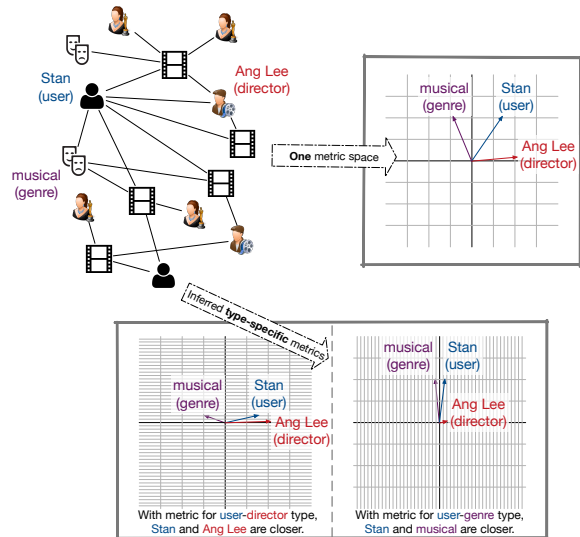 Stan
(user)
Ang Lee
(director)
musical
(genre)
One metric space
musical
(genre)
Stan
(user)
Ang Lee
(director)
Inferred type-specific metrics
musical
(genre)
Stan
(user)
Ang Lee
(director)
With metric for user-director type,
Stan and Ang Lee are closer.
musical
(genre)
Stan
(user)
Ang Lee
(director)
With metric for user-genre type,
Stan and musical are closer.